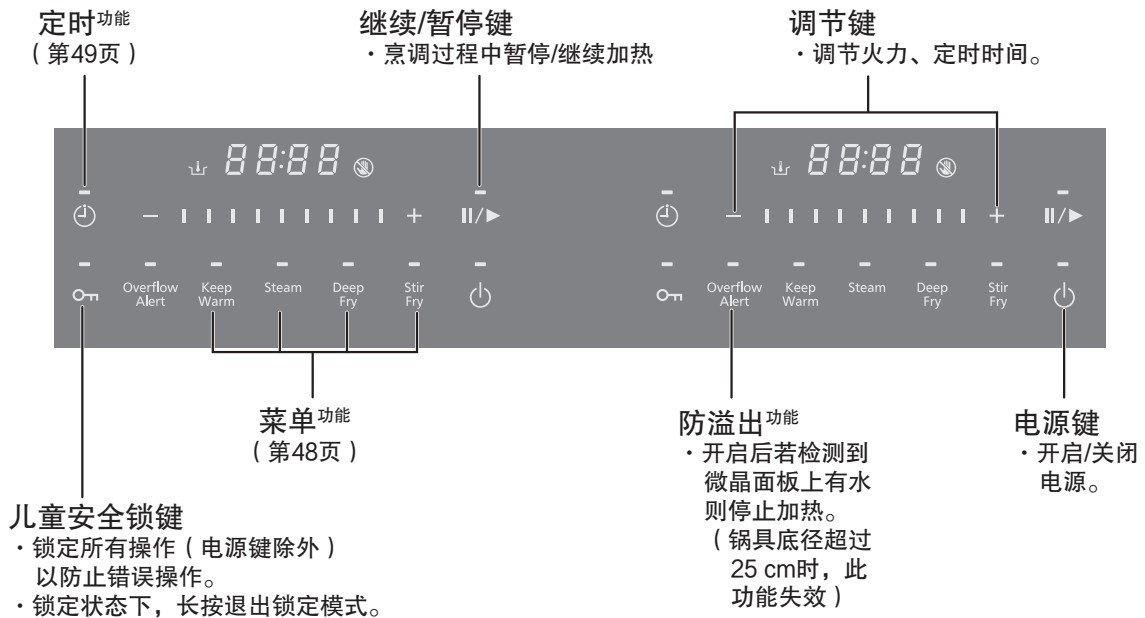 定时功能
（第49页）
继续/暂停键
・烹调过程中暂停/继续加热
调节键
・调节火力、定时时间。
88:88
88:88
− +
II/▶
− +
II/▶
Overflow Alert
Keep Warm
Steam
Deep Fry
Stir Fry
Overflow Alert
Keep Warm
Steam
Deep Fry
Stir Fry
菜单功能
（第48页）
防溢出功能
・开启后若检测到
微晶面板上有水
则停止加热。
（锅具底径超过
25 cm时，此
功能失效）
电源键
・开启/关闭
电源。
儿童安全锁键
・锁定所有操作（电源键除外）
以防止错误操作。
・锁定状态下，长按退出锁定模式。